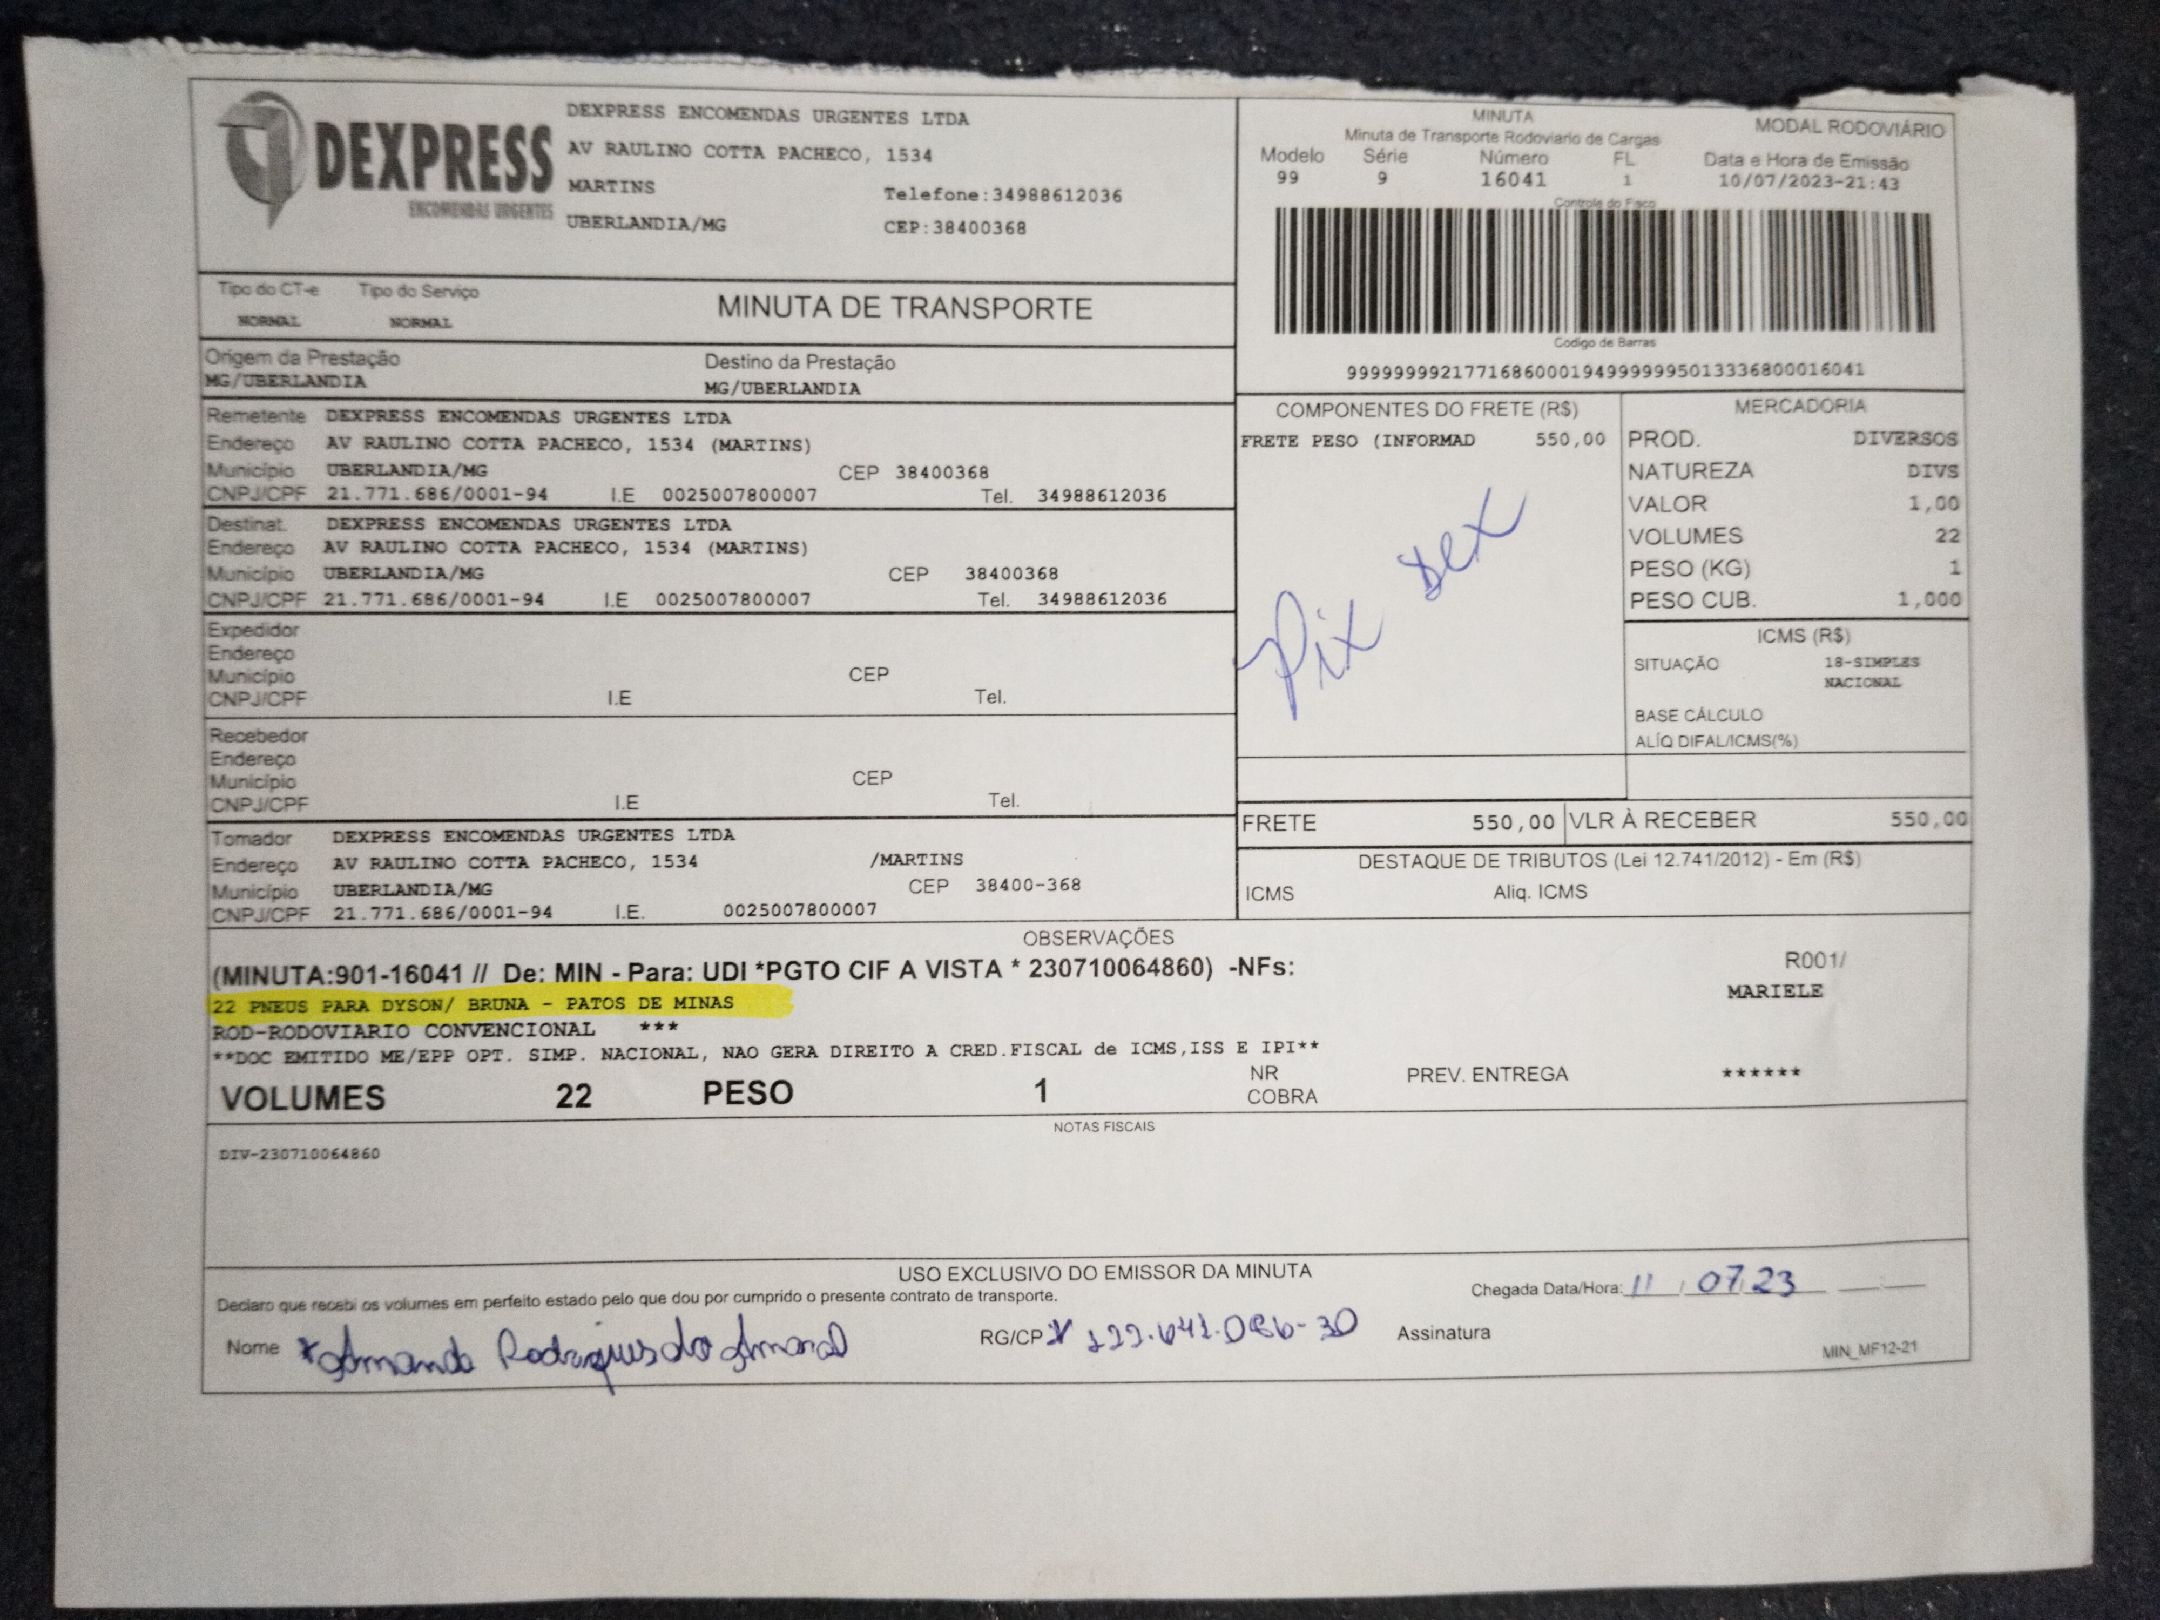 DEXPRESS
ENCOMENDAS URGENTES
DEXPRESS ENCOMENDAS URGENTES LTDA
AV RAULINO COTTA PACHECO, 1534
MARTINS Telefone:34988612036
UBERLANDIA/MG CEP:38400368
MINUTA MODAL RODOVIÁRIO
Minuta de Transporte Rodoviario de Cargas
Modelo Série Número FL Data e Hora de Emissão
99 9 16041 1 10/07/2023-21:43
Controle do Fisco
Codigo de Barras
99999999217716860001949999995013336800016041
Tipo do CT-e Tipo do Serviço MINUTA DE TRANSPORTE
NORMAL NORMAL
Origem da Prestação Destino da Prestação
MG/UBERLANDIA MG/UBERLANDIA
Remetente DEXPRESS ENCOMENDAS URGENTES LTDA
Endereço AV RAULINO COTTA PACHECO, 1534 (MARTINS)
Município UBERLANDIA/MG CEP 38400368
CNPJ/CPF 21.771.686/0001-94 I.E 0025007800007 Tel. 34988612036
Destinat. DEXPRESS ENCOMENDAS URGENTES LTDA
Endereço AV RAULINO COTTA PACHECO, 1534 (MARTINS)
Município UBERLANDIA/MG CEP 38400368
CNPJ/CPF 21.771.686/0001-94 I.E 0025007800007 Tel. 34988612036
Expedidor
Endereço
Município CEP
CNPJ/CPF I.E Tel.
Recebedor
Endereço
Município CEP
CNPJ/CPF I.E Tel.
Tomador DEXPRESS ENCOMENDAS URGENTES LTDA
Endereço AV RAULINO COTTA PACHECO, 1534 /MARTINS
Município UBERLANDIA/MG CEP 38400-368
CNPJ/CPF 21.771.686/0001-94 I.E. 0025007800007
COMPONENTES DO FRETE (R$)
FRETE PESO (INFORMAD 550,00
Pix Dex
MERCADORIA
PROD. DIVERSOS
NATUREZA DIVS
VALOR 1,00
VOLUMES 22
PESO (KG) 1
PESO CUB. 1,000
ICMS (R$)
SITUAÇÃO 18-SIMPLES
NACIONAL
BASE CÁLCULO
ALÍQ DIFAL/ICMS(%)
FRETE 550,00 VLR À RECEBER 550,00
DESTAQUE DE TRIBUTOS (Lei 12.741/2012) - Em (R$)
ICMS Aliq. ICMS
OBSERVAÇÕES
(MINUTA:901-16041 // De: MIN - Para: UDI *PGTO CIF A VISTA * 230710064860) -NFs: R001/
22 PNEUS PARA DYSON/ BRUNA - PATOS DE MINAS MARIELE
ROD-RODOVIARIO CONVENCIONAL ***
**DOC EMITIDO ME/EPP OPT. SIMP. NACIONAL, NAO GERA DIREITO A CRED.FISCAL de ICMS,ISS E IPI**
VOLUMES 22 PESO 1 NR COBRA PREV. ENTREGA ******
NOTAS FISCAIS
DIV-230710064860
USO EXCLUSIVO DO EMISSOR DA MINUTA
Declaro que recebi os volumes em perfeito estado pelo que dou por cumprido o presente contrato de transporte. Chegada Data/Hora: 11 / 07/23
Nome Rodrigues do Amaral RG/CP Assinatura
MIN_MF12-21